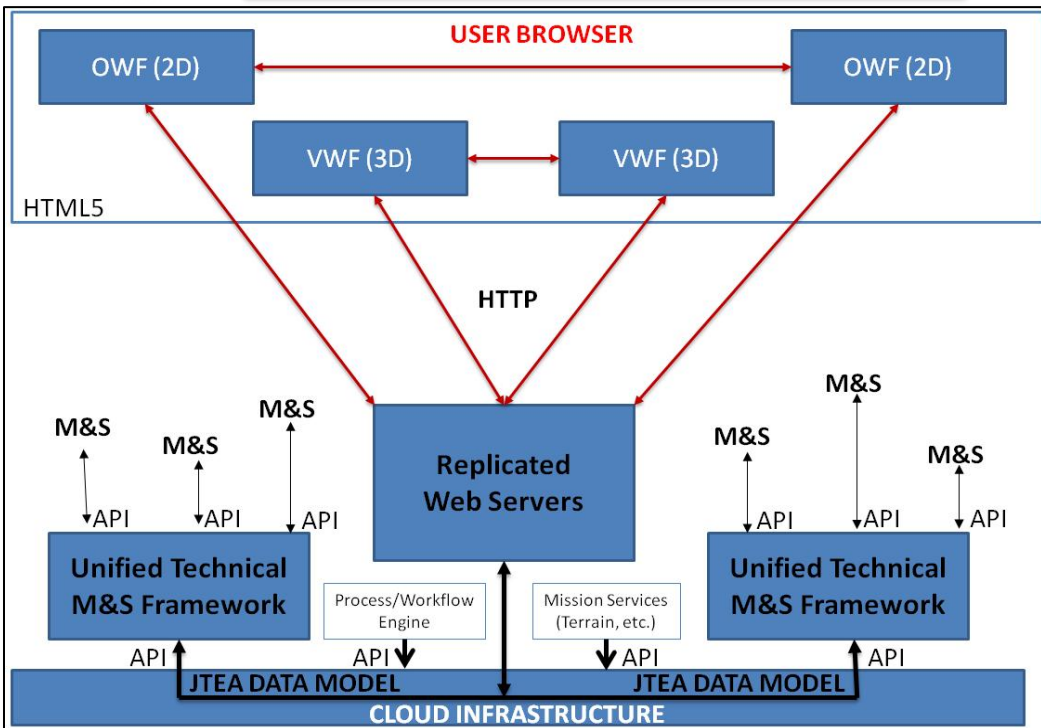 USER BROWSER
OWF (2D)
OWF (2D)
VWF (3D)
VWF (3D)
HTML5
HTTP
M&S
M&S
M&S
M&S
M&S
M&S
API
API
API
API
API
API
Replicated
Web Servers
Unified Technical
M&S Framework
Unified Technical
M&S Framework
Process/Workflow
Engine
Mission Services
(Terrain, etc.)
API
API
API
API
JTEA DATA MODEL
JTEA DATA MODEL
CLOUD INFRASTRUCTURE